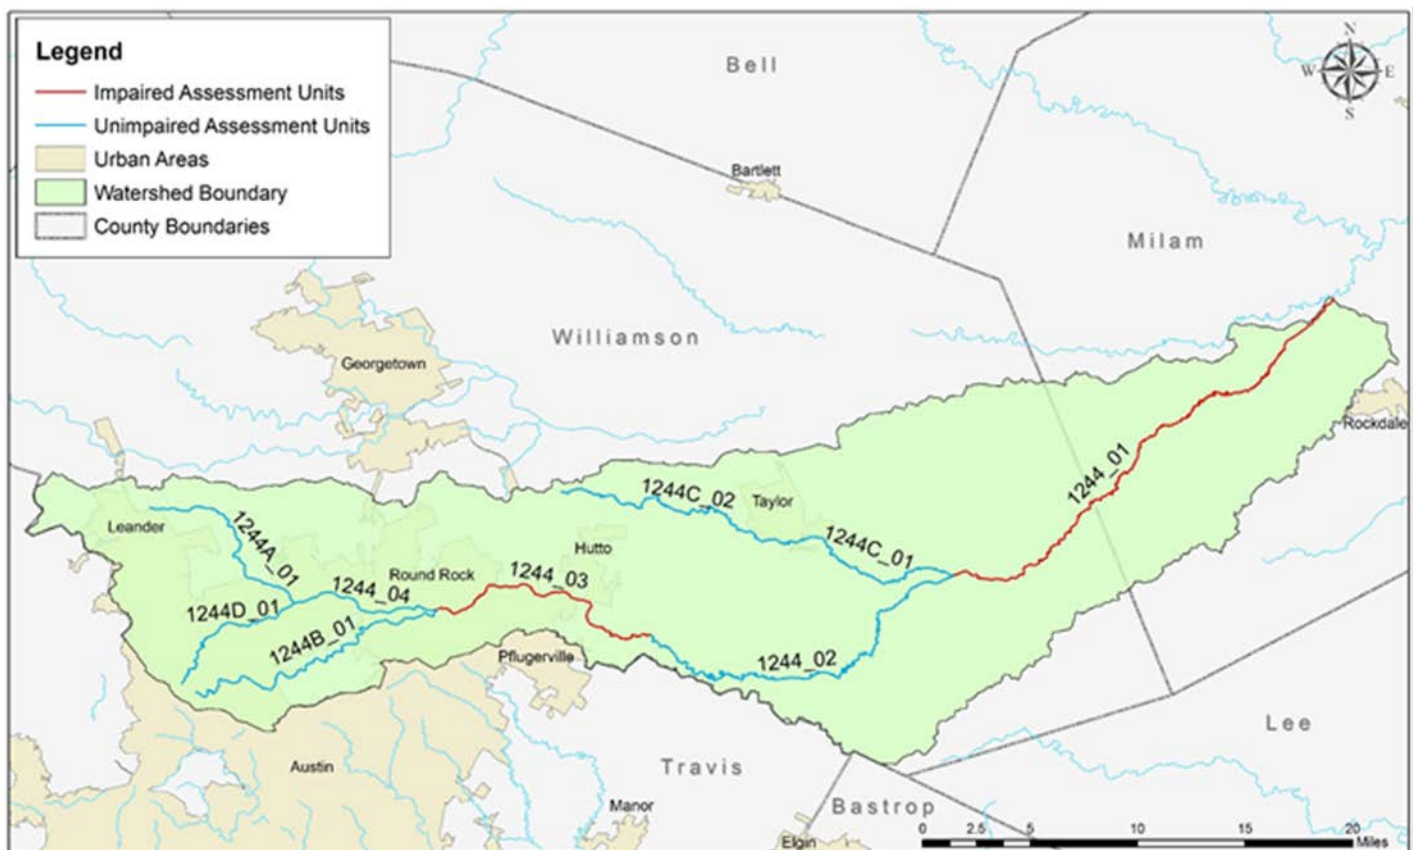 Legend
Impaired Assessment Units
Unimpaired Assessment Units
Urban Areas
Watershed Boundary
County Boundaries
N
W E
S
Bell
Bartlett
Milam
Williamson
Georgetown
Rockdale
1244_01
1244C_02
Taylor
Leander
1244A_01
Hutto
1244C_01
Round Rock
1244_03
1244_04
1244D_01
1244B_01
Pflugerville
1244_02
Lee
Austin
Travis
Manor
Bastrop
Elgin
0 2.5 5 10 15 20
Miles